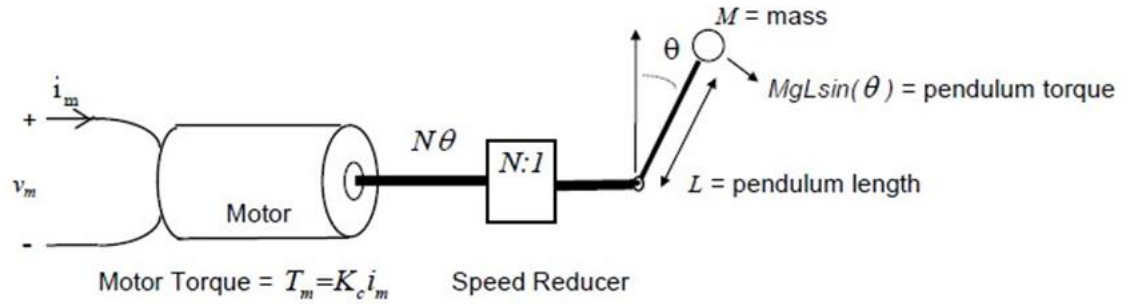 M = mass
θ
MgLsin(θ) = pendulum torque
i_m
+
Nθ
N:1
v_m
L = pendulum length
Motor
-
Motor Torque = T_m=K_c i_m
Speed Reducer